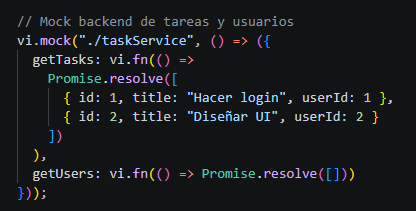 // Mock backend de tareas y usuarios
vi.mock("./taskService", () => ({
  getTasks: vi.fn(() =>
    Promise.resolve([
      { id: 1, title: "Hacer login", userId: 1 },
      { id: 2, title: "Diseñar UI", userId: 2 }
    ])
  ),
  getUsers: vi.fn(() => Promise.resolve([]))
}));